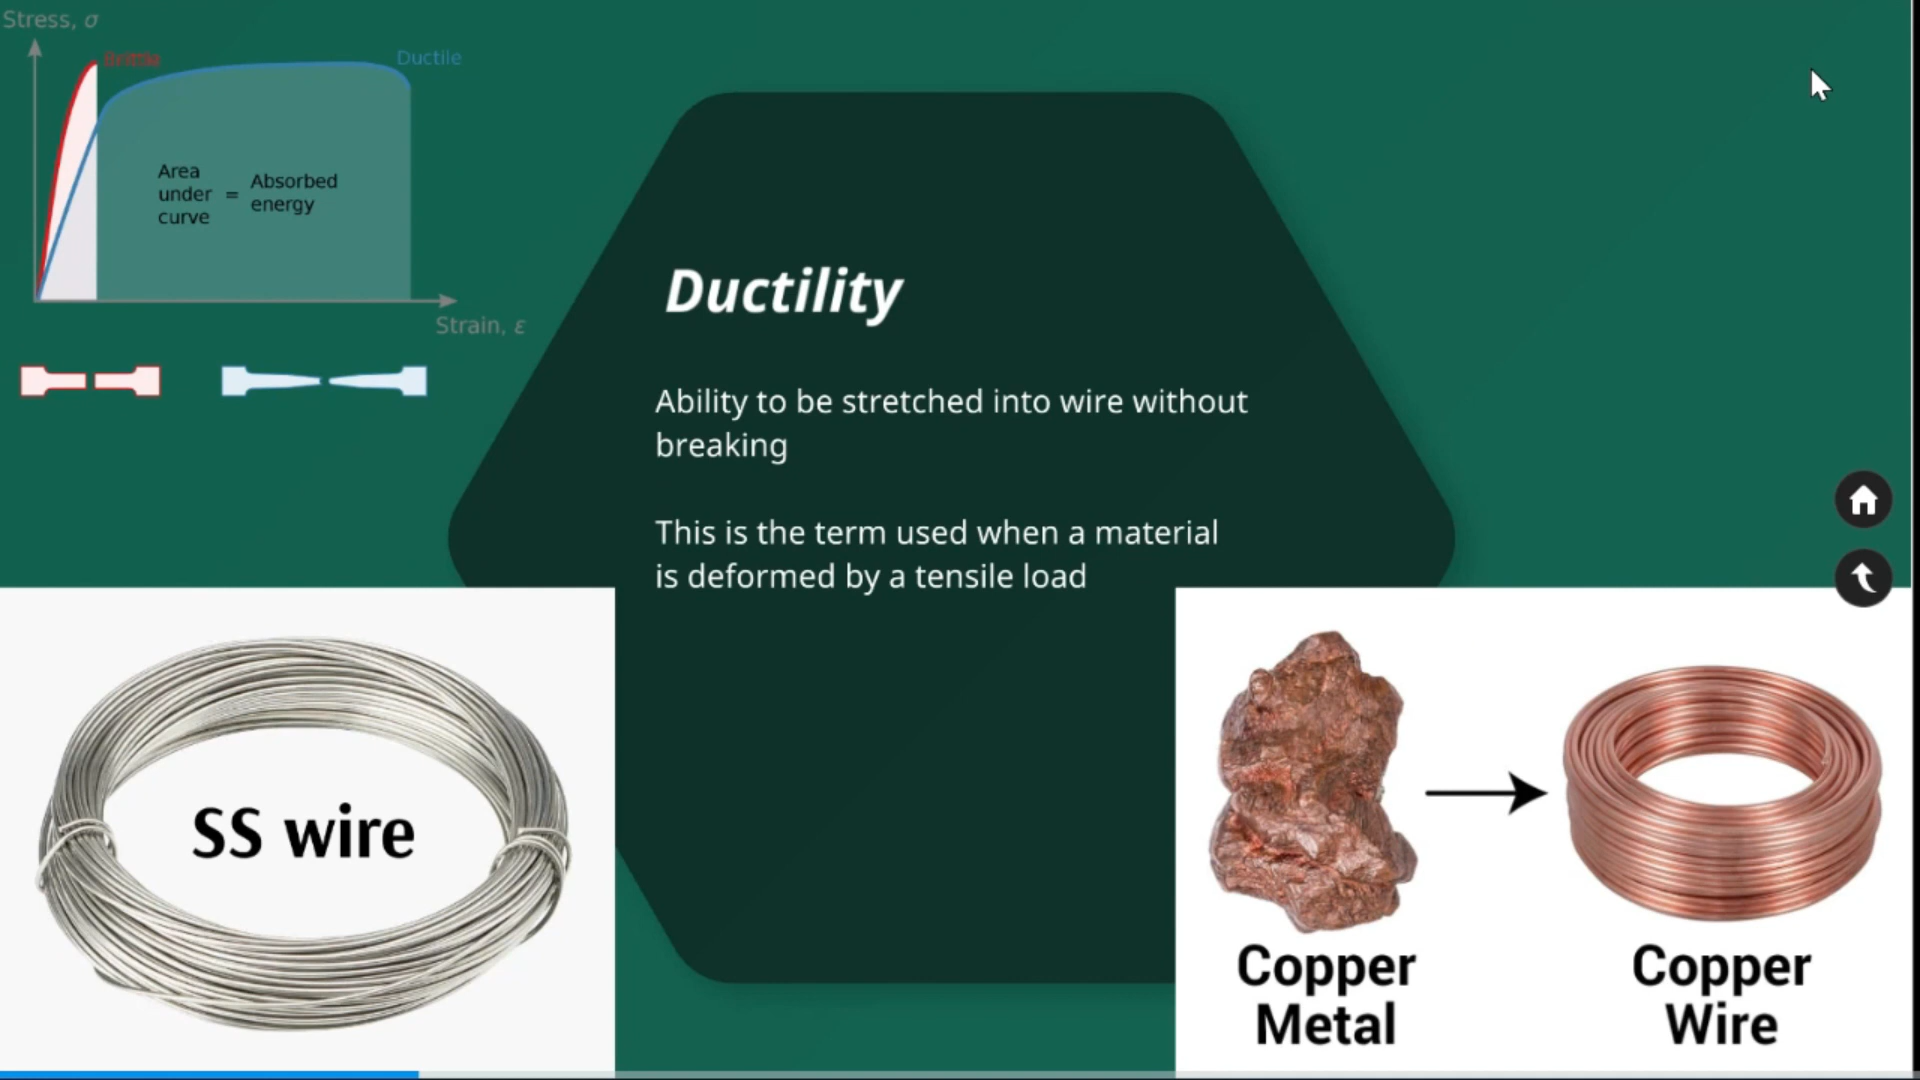 Stress, σ
Brittle
Ductile
Area
under
curve
=
Absorbed
energy
Strain, ε
Ductility
Ability to be stretched into wire without
breaking
This is the term used when a material
is deformed by a tensile load
SS wire
Copper
Metal
Copper
Wire